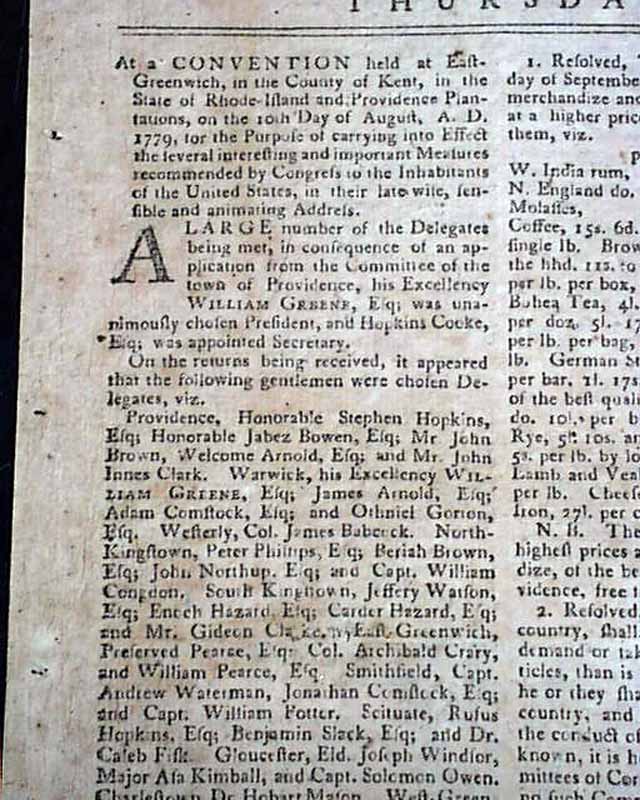 THURSDA
At a CONVENTION held at East-
Greenwich, in the County of Kent, in the
State of Rhode-Island and Providence Plan-
tations, on the 10th Day of August, A. D.
1779, for the Purpose of carrying into Effect
the several interesting and important Measures
recommended by Congress to the Inhabitants
of the United States, in their late wise, sen-
sible and animating Address.
A LARGE number of the Delegates
being met, in consequence of an ap-
plication from the Committee of the
town of Providence, his Excellency
WILLIAM GREENE, Esq; was una-
nimously chosen President, and Hopkins Cooke,
Esq; was appointed Secretary.
On the returns being received, it appeared
that the following gentlemen were chosen De-
legates, viz.
Providence, Honorable Stephen Hopkins,
Esq; Honorable Jabez Bowen, Esq; Mr John
Brown, Welcome Arnold, Esq; and Mr. John
Innes Clark. Warwick, his Excellency WIL-
LIAM GREENE, Esq; James Arnold, Esq;
Adam Comstock, Esq; and Othniel Gorton,
Esq. Westerly, Col. James Babcock. North-
Kingstown, Peter Phillips, Esq; Beriah Brown,
Esq; John Northup, Esq; and Capt. William
Congdon. South Kingstown, Jeffery Watson,
Esq; Enoch Hazard, Esq; Carder Hazard, Esq;
and Mr. Gideon East-Greenwich,
Preserved Pearce, Esq; Col. Archibald Crary,
and William Pearce, Esq. Smithfield, Capt.
Andrew Waterman, Jonathan Comstock, Esq;
and Capt. William Potter. Scituate, Rufus
Hopkins, Esq; Benjamin Slack, Esq; and Dr.
Caleb Fisk. Gloucester, Eld. Joseph Windsor,
Major Asa Kimball, and Capt. Solomon Owen.
Charlestown, Dr. Hobart Mason. West-Green
1. Resolved,
day of Septembe
merchandize an
at a higher price
them, viz.
P
W. India rum,
N. England do.
Molasses,
Coffee, 15s. 6d.
single lb. Brow
the hhd. 11s. to
per lb. per box,
Bohea Tea, 4l.
per doz. 5l. 17
per lb. per bag,
lb. German St
per bar. 2l. 17s
of the best quali
do. 10l. per b
Rye, 5l. 10s. an
5s. per lb. by lo
Lamb and Veal
per lb. Chees
Iron, 27l. per c
N. B. The
highest prices a
dize, of the be
vidence, free
2. Resolved
country, shall
demand or tak
ticles, than is
he or they sha
country, and
the conduct of
known, it is h
mittees of Cor
no such Com